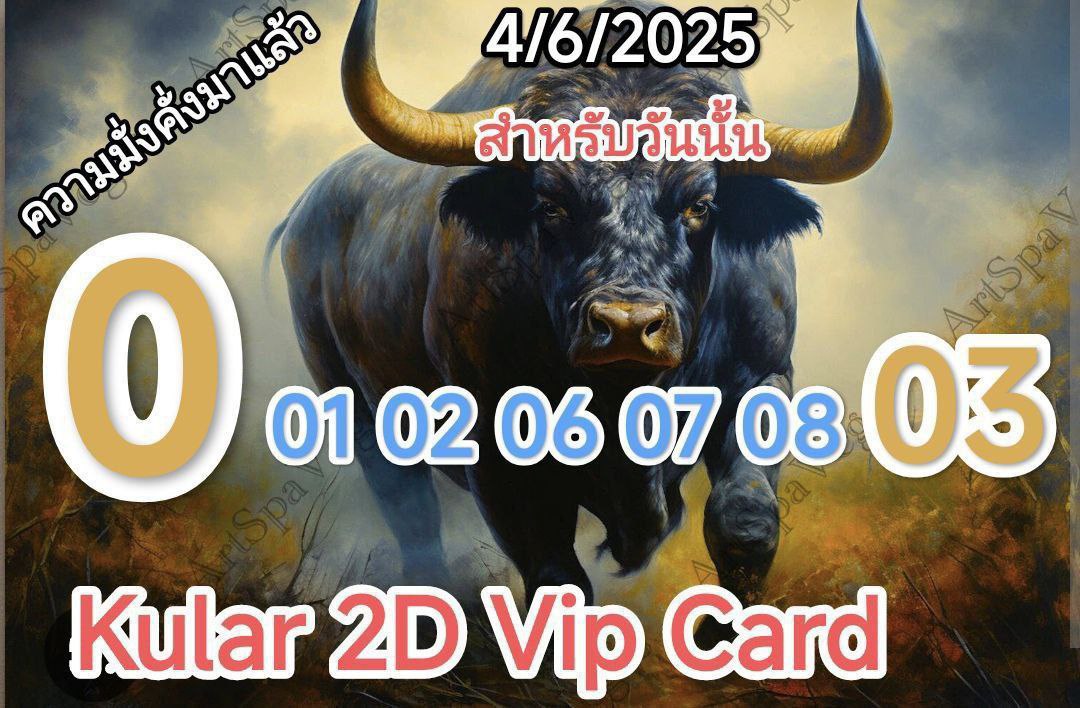 4/6/2025
ความมั่งคั่งมาแล้ว
สำหรับวันนั้น
0 01 02 06 07 08 03
Kular 2D Vip Card
ArtSpa V